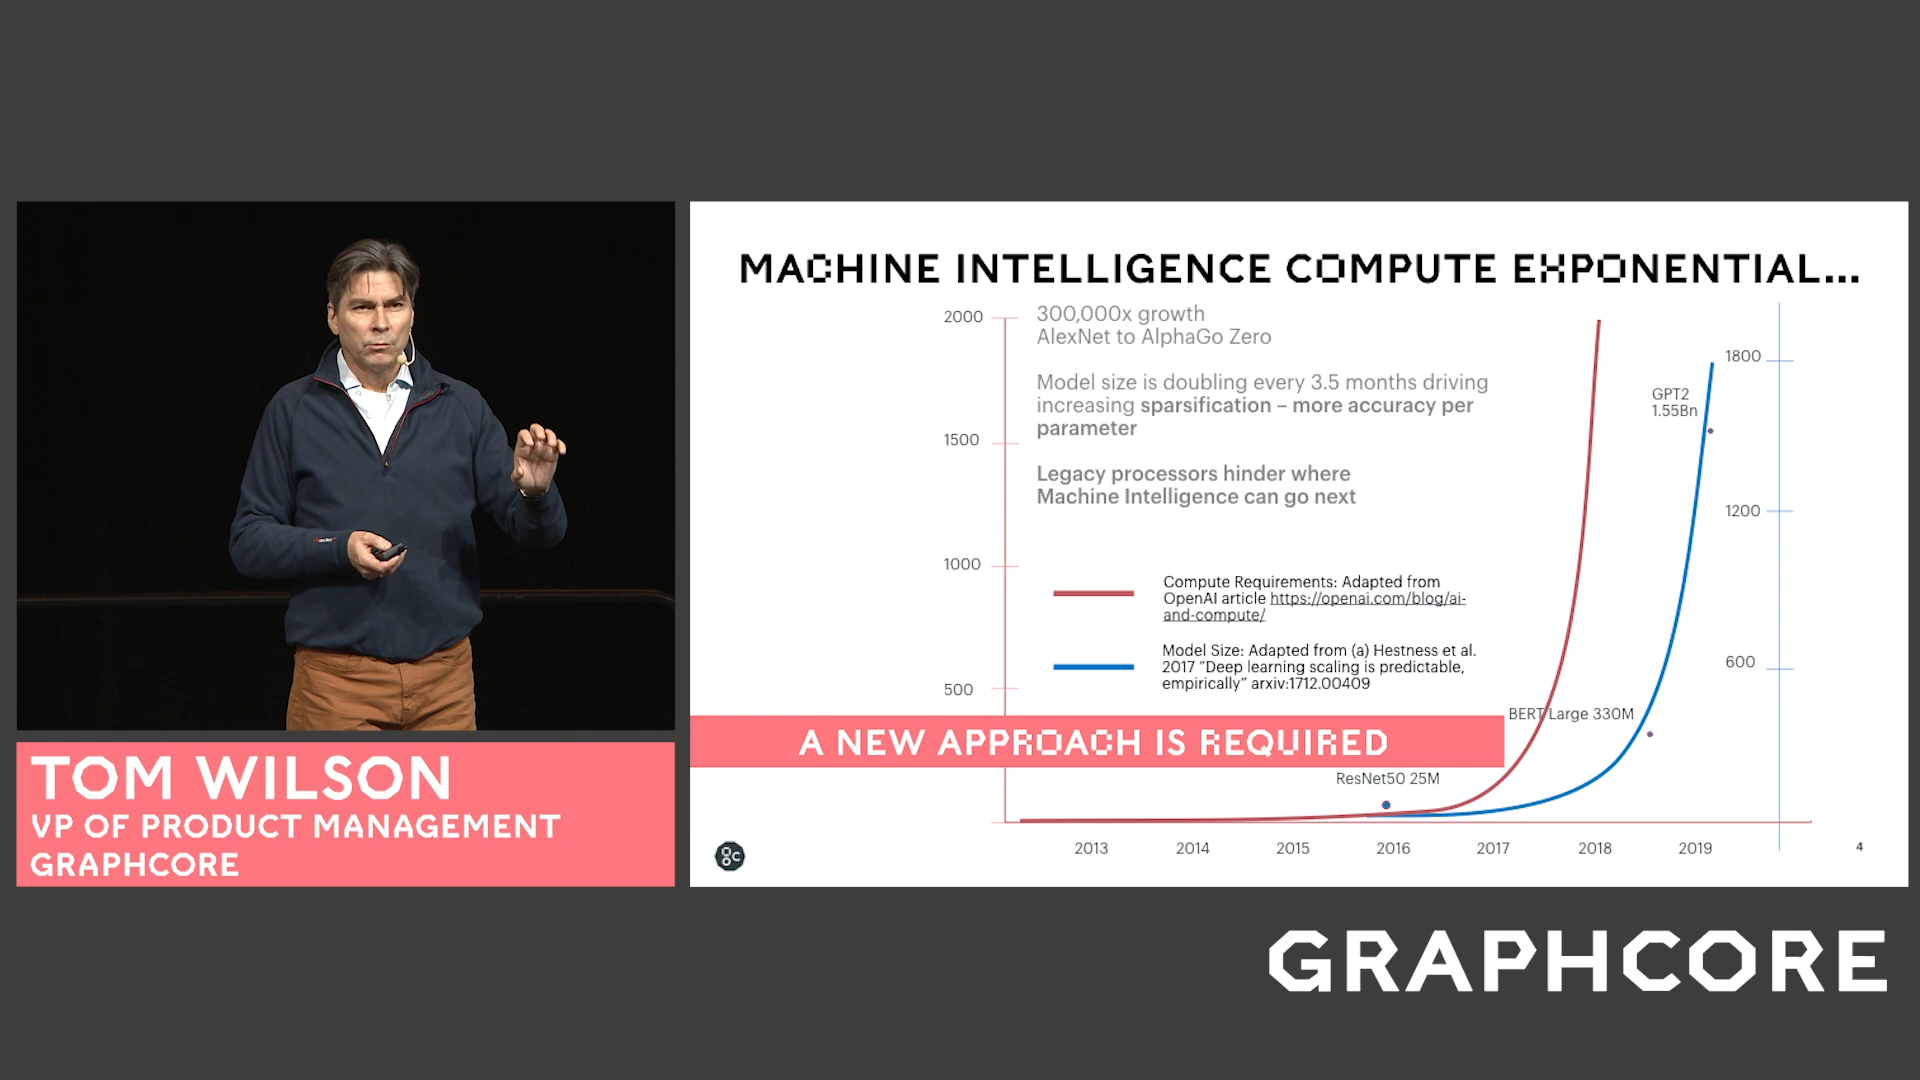 MACHINE INTELLIGENCE COMPUTE EXPONENTIAL...
300,000x growth
AlexNet to AlphaGo Zero
Model size is doubling every 3.5 months driving
increasing sparsification – more accuracy per
parameter
Legacy processors hinder where
Machine Intelligence can go next
2000
1500
1000
500
Compute Requirements: Adapted from
OpenAI article https://openai.com/blog/ai-
and-compute/
Model Size: Adapted from (a) Hestness et al.
2017 "Deep learning scaling is predictable,
empirically" arxiv:1712.00409
1800
1200
600
GPT2
1.55Bn
BERT Large 330M
A NEW APPROACH IS REQUIRED
ResNet50 25M
2013 2014 2015 2016 2017 2018 2019
4
TOM WILSON
VP OF PRODUCT MANAGEMENT
GRAPHCORE
GRAPHCORE